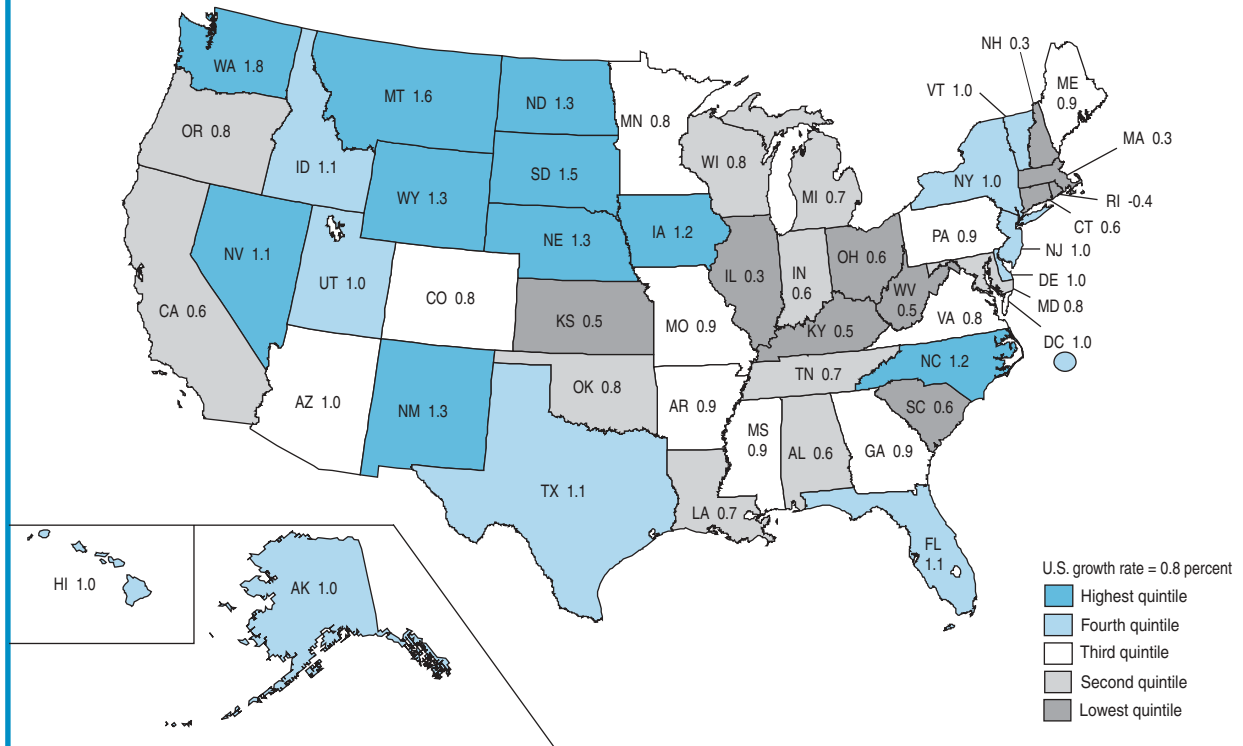 NH 0.3
WA 1.8
VT 1.0
ME
0.9
MT 1.6
ND 1.3
MN 0.8
OR 0.8
MA 0.3
ID 1.1
WI 0.8
SD 1.5
NY 1.0
WY 1.3
MI 0.7
RI -0.4
CT 0.6
PA 0.9
IA 1.2
NE 1.3
NJ 1.0
NV 1.1
OH 0.6
IL 0.3
IN
0.6
UT 1.0
DE 1.0
CO 0.8
WV
0.5
MD 0.8
CA 0.6
KS 0.5
MO 0.9
VA 0.8
KY 0.5
DC 1.0
NC 1.2
TN 0.7
OK 0.8
AZ 1.0
NM 1.3
AR 0.9
SC 0.6
MS
0.9
AL 0.6
GA 0.9
TX 1.1
LA 0.7
FL
1.1
HI 1.0
AK 1.0
U.S. growth rate = 0.8 percent
Highest quintile
Fourth quintile
Third quintile
Second quintile
Lowest quintile